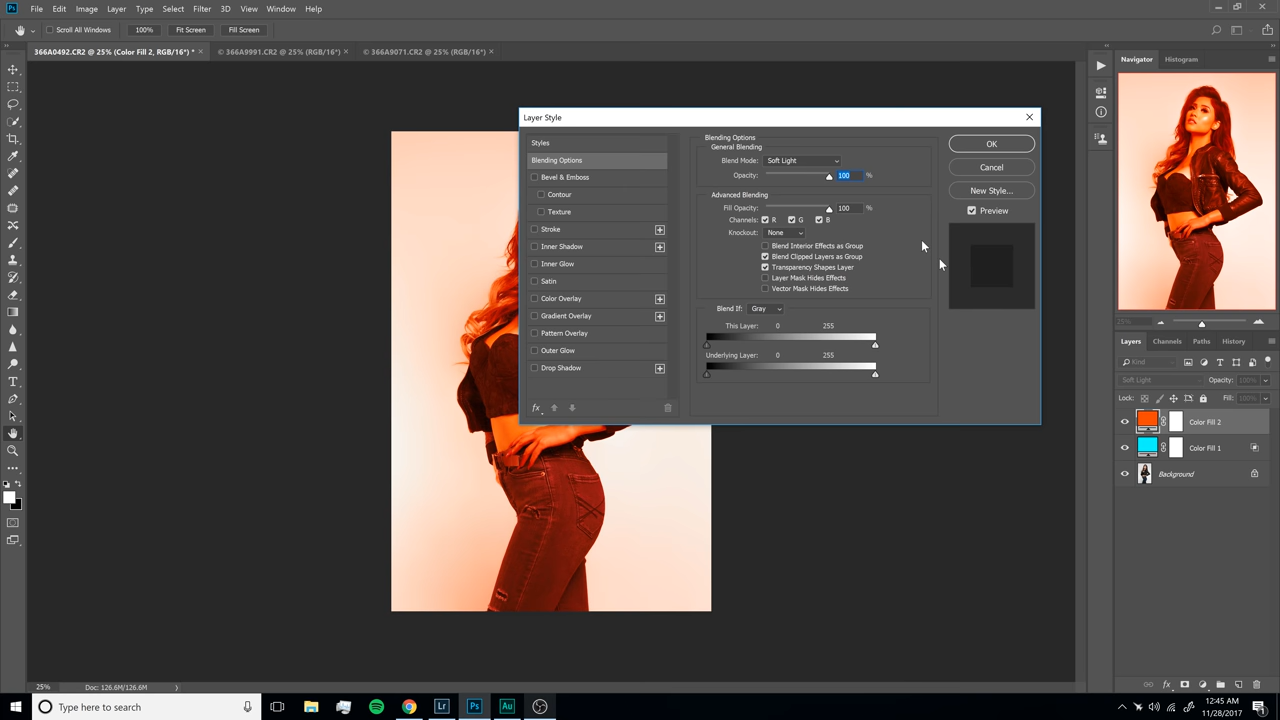 Ps File Edit Image Layer Type Select Filter 3D View Window Help
Scroll All Windows 100% Fit Screen Fill Screen
366A0492.CR2 @ 25% (Color Fill 2, RGB/16*) * × © 366A9991.CR2 @ 25% (RGB/16*) × © 366A9071.CR2 @ 25% (RGB/16*) ×
Navigator Histogram
Layer Style
Styles
Blending Options
Bevel & Emboss
Contour
Texture
Stroke
Inner Shadow
Inner Glow
Satin
Color Overlay
Gradient Overlay
Pattern Overlay
Outer Glow
Drop Shadow
fx
Blending Options
General Blending
Blend Mode: Soft Light
Opacity: 100 %
Advanced Blending
Fill Opacity: 100 %
Channels: R G B
Knockout: None
Blend Interior Effects as Group
Blend Clipped Layers as Group
Transparency Shapes Layer
Layer Mask Hides Effects
Vector Mask Hides Effects
Blend If: Gray
This Layer: 0 255
Underlying Layer: 0 255
OK
Cancel
New Style...
Preview
25%
Layers Channels Paths History
Kind
Soft Light Opacity: 100%
Lock: Fill: 100%
Color Fill 2
Color Fill 1
Background
fx
25% Doc: 126.6M/126.6M
Type here to search
Lr Ps Au
12:45 AM
11/28/2017